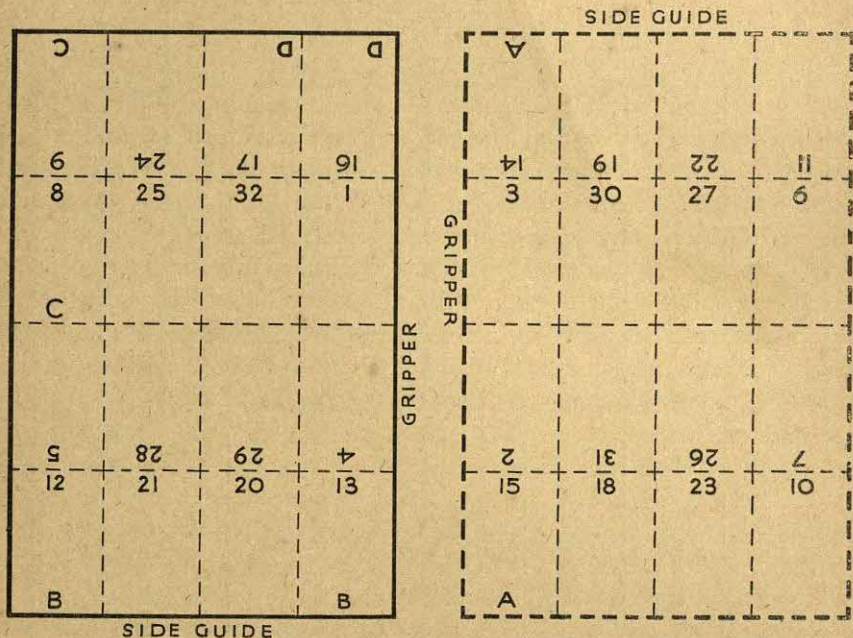 SIDE GUIDE
C D D
A
9 24 17 16
8 25 32 1
14 19 22 11
3 30 27 6
GRIPPER
C
GRIPPER
5 28 29 4
12 21 20 13
2 31 26 7
15 18 23 10
B B
A
SIDE GUIDE